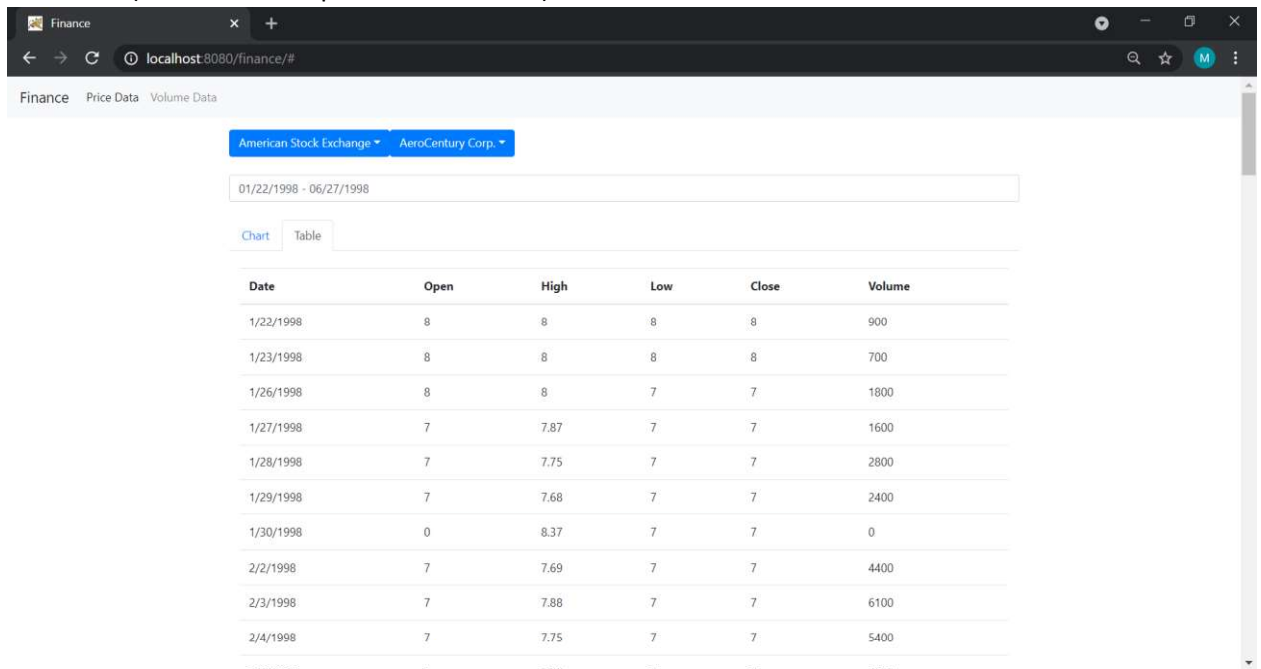 Finance
localhost:8080/finance/#
M
Finance Price Data Volume Data
American Stock Exchange AeroCentury Corp.
01/22/1998 - 06/27/1998
Chart Table
Date Open High Low Close Volume
1/22/1998 8 8 8 8 900
1/23/1998 8 8 8 8 700
1/26/1998 8 8 7 7 1800
1/27/1998 7 7.87 7 7 1600
1/28/1998 7 7.75 7 7 2800
1/29/1998 7 7.68 7 7 2400
1/30/1998 0 8.37 7 7 0
2/2/1998 7 7.69 7 7 4400
2/3/1998 7 7.88 7 7 6100
2/4/1998 7 7.75 7 7 5400